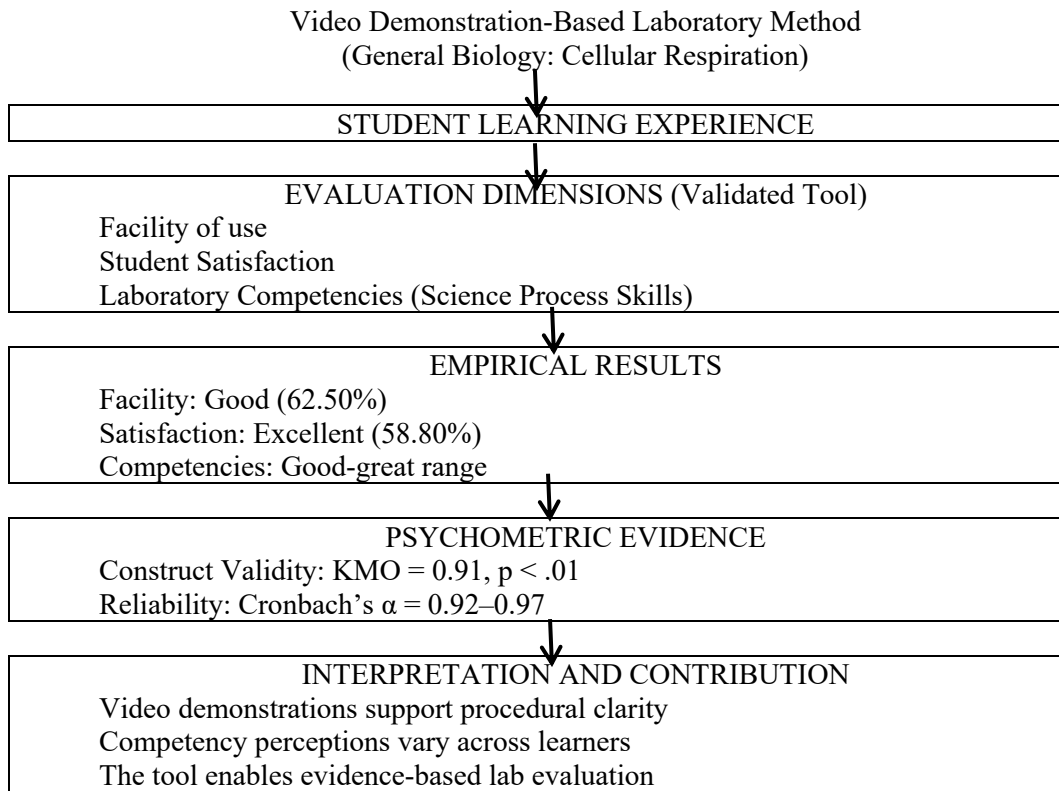 Video Demonstration-Based Laboratory Method
(General Biology: Cellular Respiration)
STUDENT LEARNING EXPERIENCE
EVALUATION DIMENSIONS (Validated Tool)
Facility of use
Student Satisfaction
Laboratory Competencies (Science Process Skills)
EMPIRICAL RESULTS
Facility: Good (62.50%)
Satisfaction: Excellent (58.80%)
Competencies: Good-great range
PSYCHOMETRIC EVIDENCE
Construct Validity: KMO = 0.91, p < .01
Reliability: Cronbach’s α = 0.92–0.97
INTERPRETATION AND CONTRIBUTION
Video demonstrations support procedural clarity
Competency perceptions vary across learners
The tool enables evidence-based lab evaluation